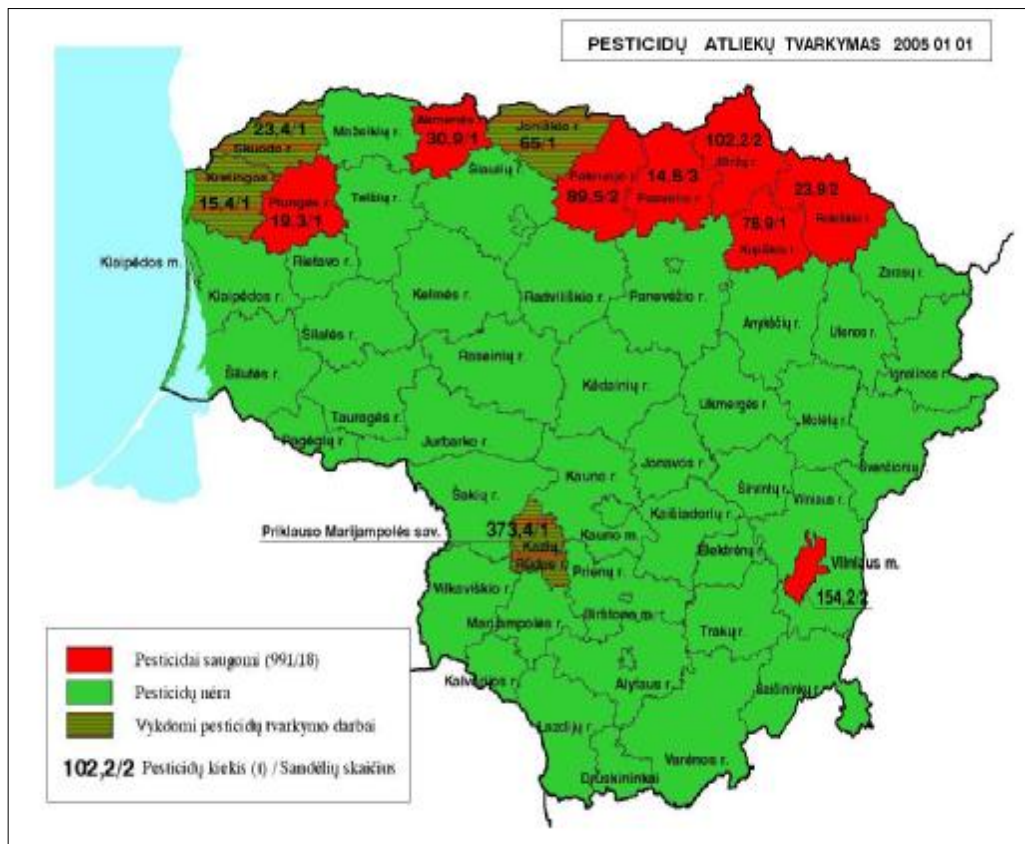 PESTICIDŲ ATLIEKŲ TVARKYMAS 2005 01 01
23,4/1
Skuodo r.
Mažeikių r.
Akmenės r.
30,9/1
Joniškio r.
65/1
102,2/2
Biržų r.
Kretingos r.
15,4/1
Plungės r.
19,3/1
Telšių r.
Šiaulių r.
Pakruojo r.
99,5/2
14,8/3
Pasvalio r.
23,9/2
Rokiškio r.
76,9/1
Kupiškio r.
Klaipėdos m.
Rietavo r.
Klaipėdos r.
Kelmės r.
Radviliškio r.
Panevėžio r.
Zarasų r.
Anykščių r.
Utenos r.
Šilalės r.
Raseinių r.
Šilutės r.
Kėdainių r.
Ignalinos r.
Ukmergės r.
Tauragės r.
Molėtų r.
Pagėgių r.
Jurbarko r.
Jonavos r.
Švenčionių
Kauno r.
Širvintų r.
Vilniaus r.
Šakių r.
Kaišiadorių r.
Priklauso Marijampolės sav.
373,4/1
Kauno m.
Kazlų
Rūdos r.
Elektrėnų r.
Vilniaus m.
Prienų r.
Vilkaviškio r.
154,2/2
Birštono m.
Marijampolės r.
Trakų r.
Kalvarijos r.
Alytaus r.
Šalčininkų r.
Lazdijų r.
Varėnos r.
Druskininkai
Pesticidai saugomi (991/18)
Pesticidų nėra
Vykdomi pesticidų tvarkymo darbai
102,2/2 Pesticidų kiekis (t) / Sandėlių skaičius